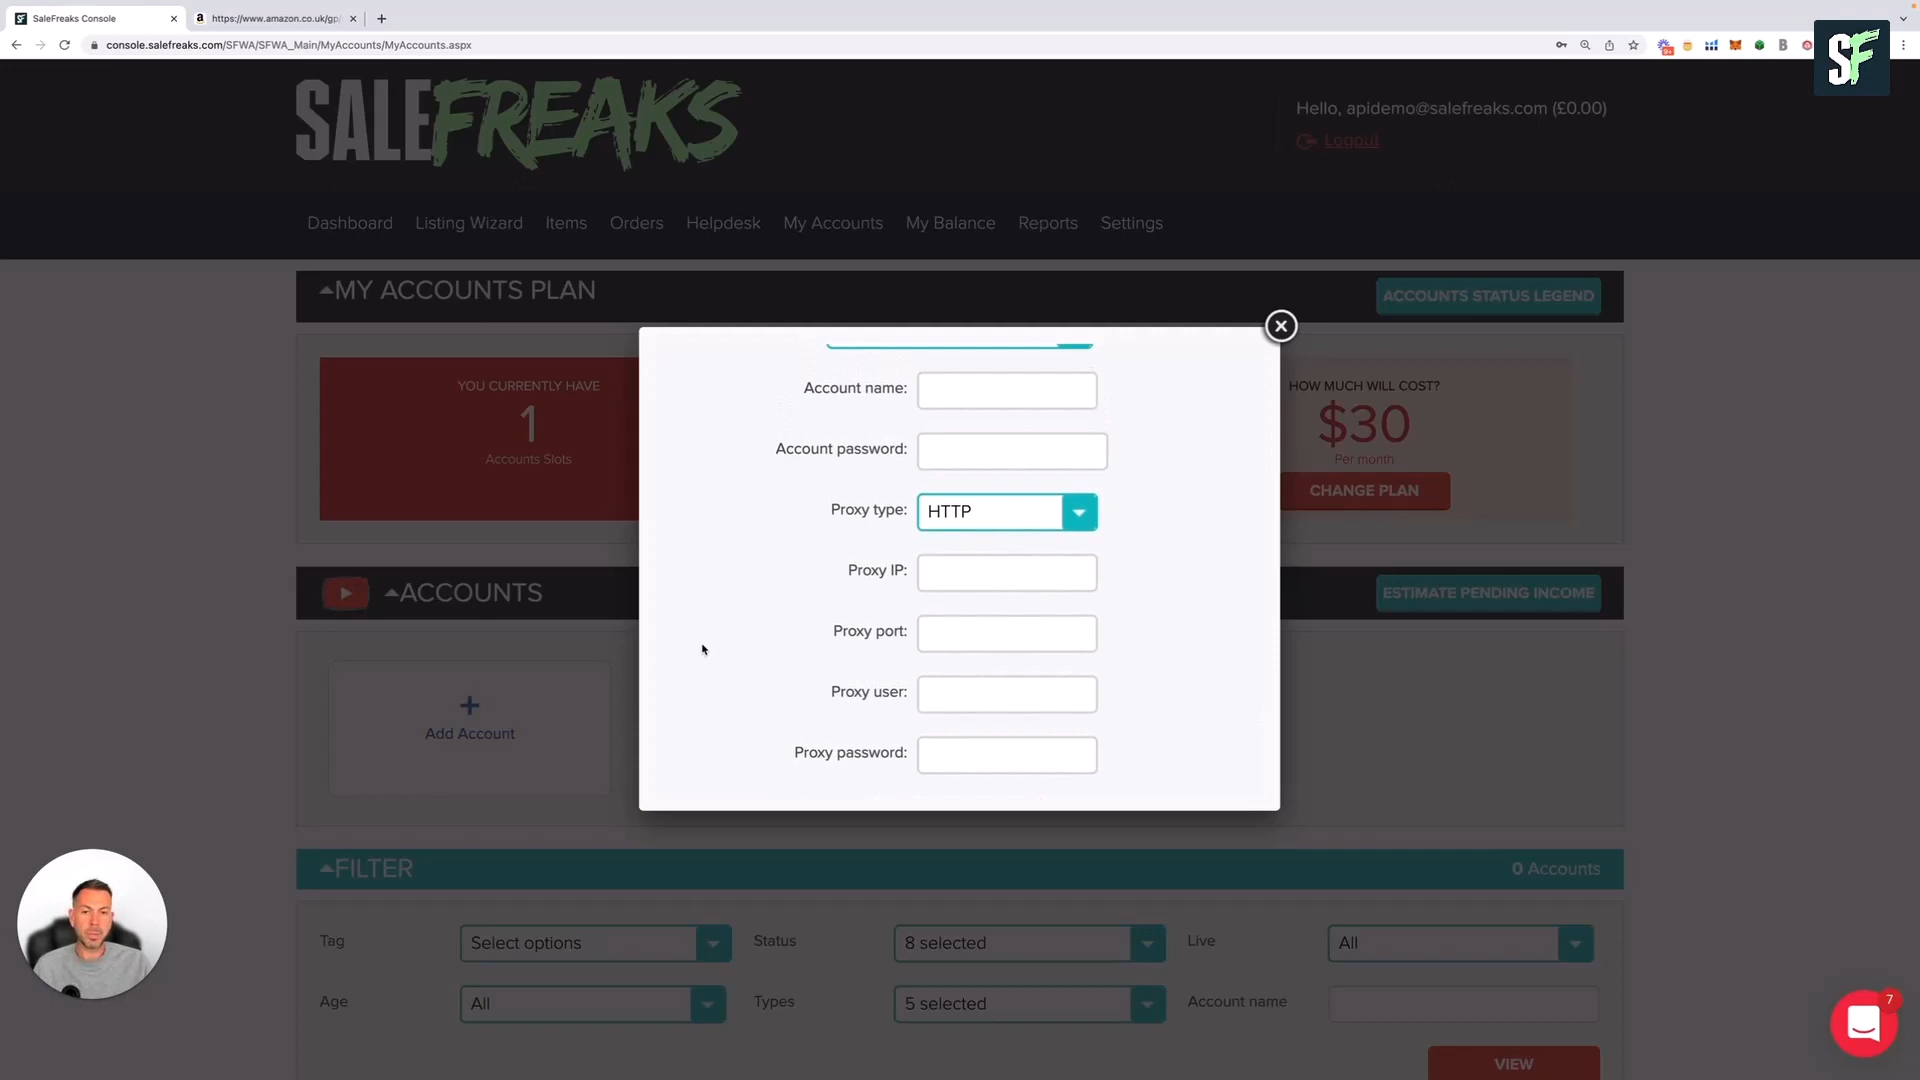 SaleFreaks Console
https://www.amazon.co.uk/gp/
console.salefreaks.com/SFWA/SFWA_Main/MyAccounts/MyAccounts.aspx
9+
B
SF
SALEFREAKS
Hello, apidemo@salefreaks.com (£0.00)
Logout
Dashboard Listing Wizard Items Orders Helpdesk My Accounts My Balance Reports Settings
MY ACCOUNTS PLAN
ACCOUNTS STATUS LEGEND
YOU CURRENTLY HAVE
1
Accounts Slots
HOW MUCH WILL COST?
$30
Per month
CHANGE PLAN
Account name:
Account password:
Proxy type: HTTP
Proxy IP:
Proxy port:
Proxy user:
Proxy password:
ACCOUNTS
ESTIMATE PENDING INCOME
+
Add Account
FILTER
0 Accounts
Tag Select options Status 8 selected Live All
Age All Types 5 selected Account name
VIEW
7